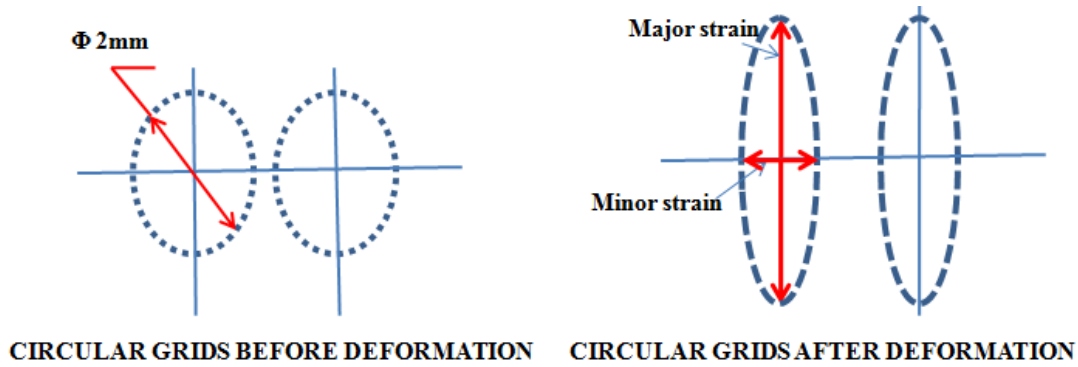 Φ 2mm
Major strain
Minor strain
CIRCULAR GRIDS BEFORE DEFORMATION
CIRCULAR GRIDS AFTER DEFORMATION